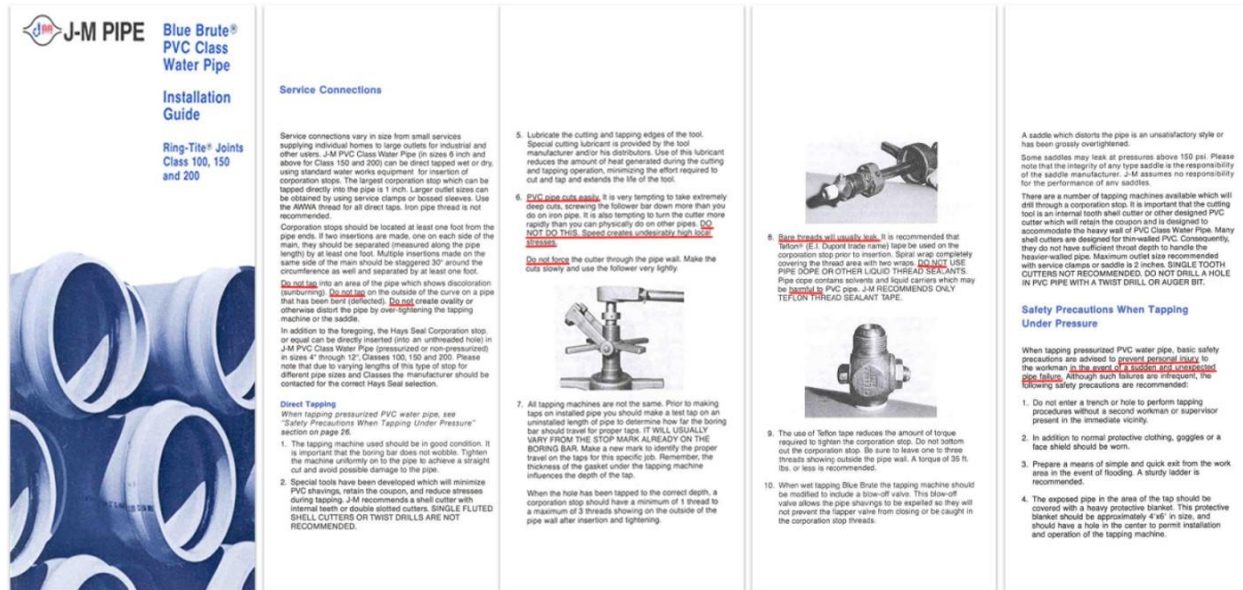 JM J-M PIPE
Blue Brute®
PVC Class
Water Pipe
Installation
Guide
Ring-Tite® Joints
Class 100, 150
and 200
Service Connections
Service connections vary in size from small services
supplying individual homes to large outlets for industrial and
other users. J-M PVC Class Water Pipe (in sizes 6 inch and
above for Class 150 and 200) can be direct tapped wet or dry,
using standard water works equipment for insertion of
corporation stops. The largest corporation stop which can be
tapped directly into the pipe is 1 inch. Larger outlet sizes can
be obtained by using service clamps or bossed sleeves. Use
the AWWA thread for all direct taps. Iron pipe thread is not
recommended.
Corporation stops should be located at least one foot from the
pipe ends. If two insertions are made, one on each side of the
main, they should be separated (measured along the pipe
length) by at least one foot. Multiple insertions made on the
same side of the main should be staggered 30° around the
circumference as well and separated by at least one foot.
Do not tap into an area of the pipe which shows discoloration
(sunburning). Do not tap on the outside of the curve on a pipe
that has been bent (deflected). Do not create ovality or
otherwise distort the pipe by over-tightening the tapping
machine or the saddle.
In addition to the foregoing, the Hays Seal Corporation stop,
or equal can be directly inserted (into an unthreaded hole) in
J-M PVC Class Water Pipe (pressurized or non-pressurized)
in sizes 4" through 12", Classes 100, 150 and 200. Please
note that due to varying lengths of this type of stop for
different pipe sizes and Classes the manufacturer should be
contacted for the correct Hays Seal selection.
Direct Tapping
When tapping pressurized PVC water pipe, see
"Safety Precautions When Tapping Under Pressure"
section on page 26.
1. The tapping machine used should be in good condition. It
is important that the boring bar does not wobble. Tighten
the machine uniformly on to the pipe to achieve a straight
cut and avoid possible damage to the pipe.
2. Special tools have been developed which will minimize
PVC shavings, retain the coupon, and reduce stresses
during tapping. J-M recommends a shell cutter with
internal teeth or double slotted cutters. SINGLE FLUTED
SHELL CUTTERS OR TWIST DRILLS ARE NOT
RECOMMENDED.
5. Lubricate the cutting and tapping edges of the tool.
Special cutting lubricant is provided by the tool
manufacturer and/or his distributors. Use of this lubricant
reduces the amount of heat generated during the cutting
and tapping operation, minimizing the effort required to
cut and tap and extends the life of the tool.
6. PVC pipe cuts easily. It is very tempting to take extremely
deep cuts, screwing the follower bar down more than you
do on iron pipe. It is also tempting to turn the cutter more
rapidly than you can physically do on other pipes. DO
NOT DO THIS. Speed creates undesirably high local
stresses.
Do not force the cutter through the pipe wall. Make the
cuts slowly and use the follower very lightly.
7. All tapping machines are not the same. Prior to making
taps on installed pipe you should make a test tap on an
uninstalled length of pipe to determine how far the boring
bar should travel for proper taps. IT WILL USUALLY
VARY FROM THE STOP MARK ALREADY ON THE
BORING BAR. Make a new mark to identify the proper
travel on the taps for this specific job. Remember, the
thickness of the gasket under the tapping machine
influences the depth of the tap.
When the hole has been tapped to the correct depth, a
corporation stop should have a minimum of 1 thread to
a maximum of 3 threads showing on the outside of the
pipe wall after insertion and tightening.
8. Bare threads will usually leak. It is recommended that
Teflon® (E.I. Dupont trade name) tape be used on the
corporation stop prior to insertion. Spiral wrap completely
covering the thread area with two wraps. DO NOT USE
PIPE DOPE OR OTHER LIQUID THREAD SEALANTS.
Pipe cope contains solvents and liquid carriers which may
be harmful to PVC pipe. J-M RECOMMENDS ONLY
TEFLON THREAD SEALANT TAPE.
9. The use of Teflon tape reduces the amount of torque
required to tighten the corporation stop. Do not bottom
out the corporation stop. Be sure to leave one to three
threads showing outside the pipe wall. A torque of 35 ft.
lbs. or less is recommended.
10. When wet tapping Blue Brute the tapping machine should
be modified to include a blow-off valve. This blow-off
valve allows the pipe shavings to be expelled so they will
not prevent the flapper valve from closing or be caught in
the corporation stop threads.
A saddle which distorts the pipe is an unsatisfactory style or
has been grossly overtightened.
Some saddles may leak at pressures above 150 psi. Please
note that the integrity of any type saddle is the responsibility
of the saddle manufacturer. J-M assumes no responsibility
for the performance of any saddles.
There are a number of tapping machines available which will
drill through a corporation stop. It is important that the cutting
tool is an internal tooth shell cutter or other designed PVC
cutter which will retain the coupon and is designed to
accommodate the heavy wall of PVC Class Water Pipe. Many
shell cutters are designed for thin-walled PVC. Consequently,
they do not have sufficient throat depth to handle the
heavier-walled pipe. Maximum outlet size recommended
with service clamps or saddle is 2 inches. SINGLE TOOTH
CUTTERS NOT RECOMMENDED. DO NOT DRILL A HOLE
IN PVC PIPE WITH A TWIST DRILL OR AUGER BIT.
Safety Precautions When Tapping
Under Pressure
When tapping pressurized PVC water pipe, basic safety
precautions are advised to prevent personal injury to
the workman in the event of a sudden and unexpected
pipe failure. Although such failures are infrequent, the
following safety precautions are recommended:
1. Do not enter a trench or hole to perform tapping
procedures without a second workman or supervisor
present in the immediate vicinity.
2. In addition to normal protective clothing, goggles or a
face shield should be worn.
3. Prepare a means of simple and quick exit from the work
area in the event of flooding. A sturdy ladder is
recommended.
4. The exposed pipe in the area of the tap should be
covered with a heavy protective blanket. This protective
blanket should be approximately 4'x6' in size, and
should have a hole in the center to permit installation
and operation of the tapping machine.